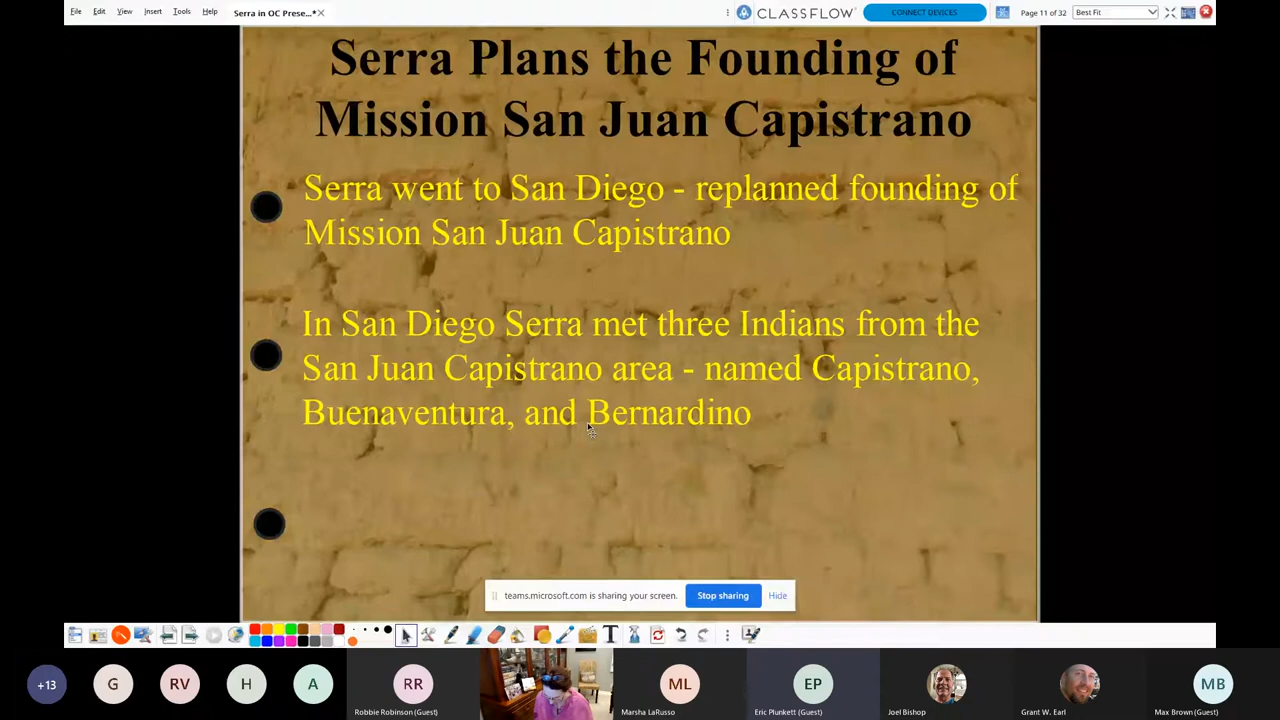 File Edit View Insert Tools Help Serra in OC Prese...* CLASSFLOW CONNECT DEVICES Page 11 of 32 Best Fit
Serra Plans the Founding of
Mission San Juan Capistrano
Serra went to San Diego - replanned founding of
Mission San Juan Capistrano
In San Diego Serra met three Indians from the
San Juan Capistrano area - named Capistrano,
Buenaventura, and Bernardino
teams.microsoft.com is sharing your screen. Stop sharing Hide
T
+13 G RV H A RR ML EP MB
Robbie Robinson (Guest) Marsha LaRusso Eric Plunkett (Guest) Joel Bishop Grant W. Earl Max Brown (Guest)